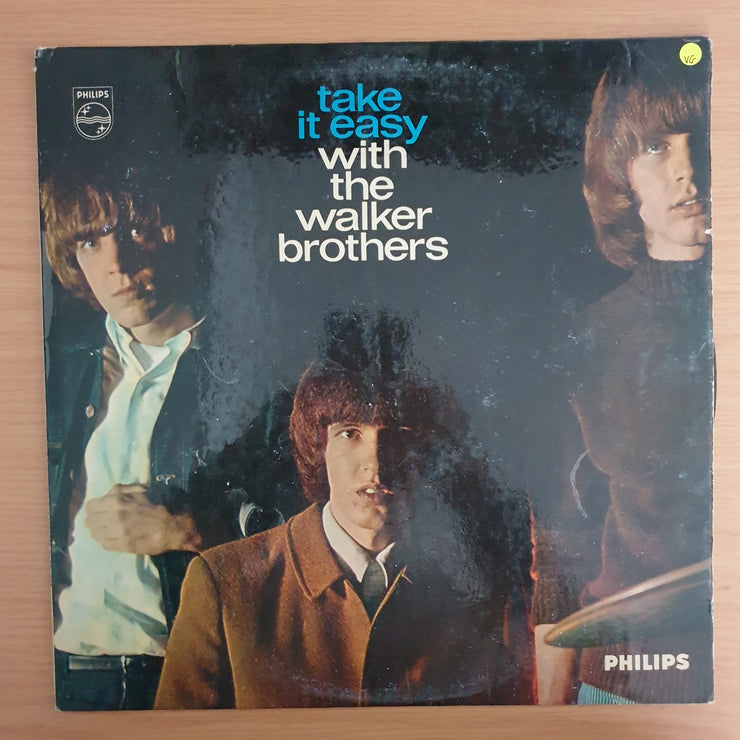 PHILIPS
take
it easy
with
the
walker
brothers
VG
PHILIPS